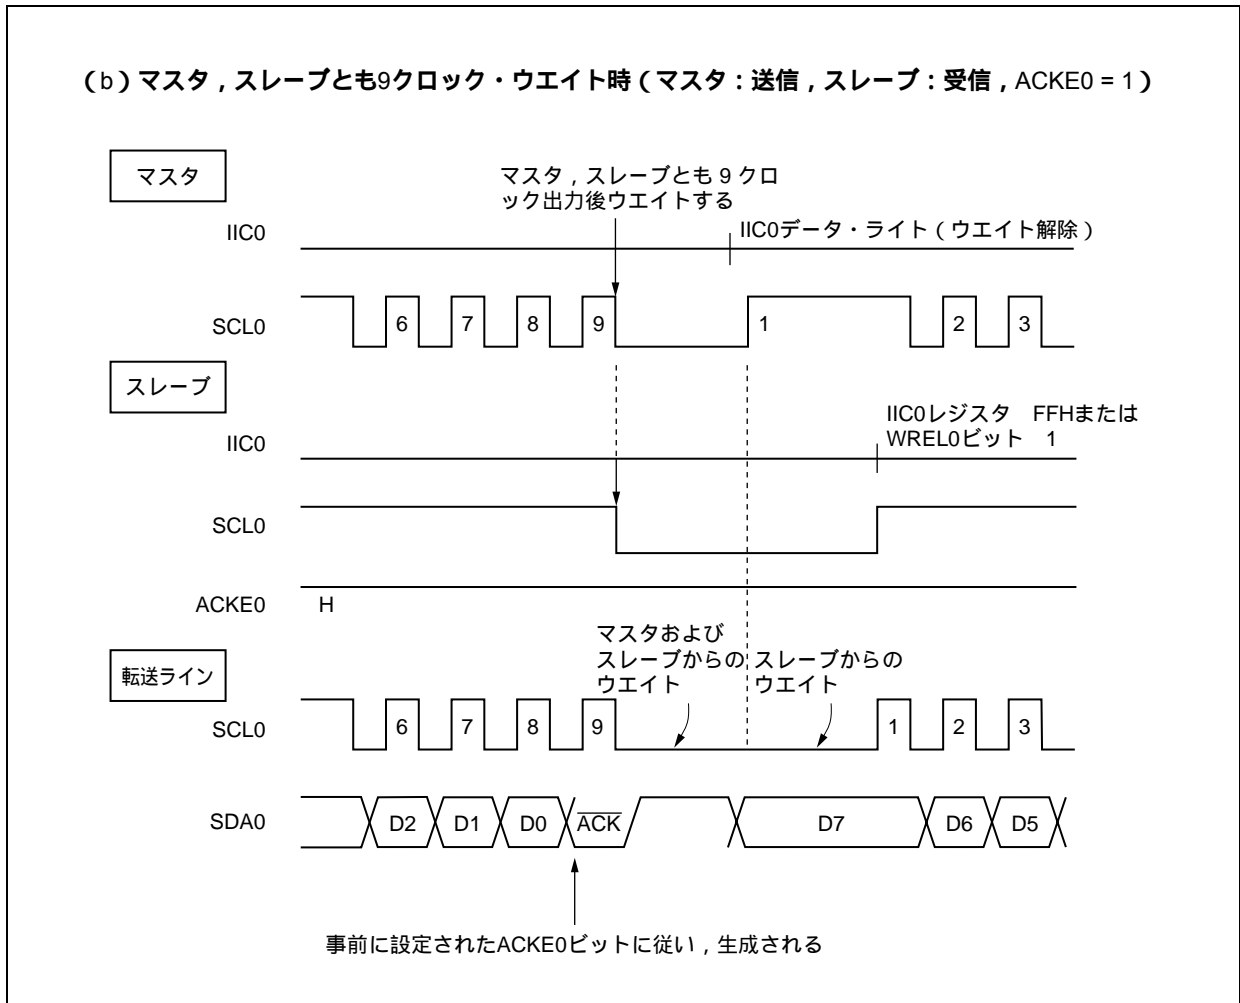 （b）マスタ，スレーブとも9クロック・ウエイト時（マスタ：送信，スレーブ：受信，ACKE0 = 1）
マスタ
マスタ，スレーブとも 9 クロ
ック出力後ウエイトする
IIC0
IIC0データ・ライト（ウエイト解除）
SCL0
6 7 8 9 1 2 3
スレーブ
IIC0レジスタ　FFHまたは
WREL0ビット　1
IIC0
SCL0
ACKE0 H
マスタおよび
スレーブからの
ウエイト
スレーブからの
ウエイト
転送ライン
SCL0
6 7 8 9 1 2 3
SDA0
D2 D1 D0 ACK D7 D6 D5
事前に設定されたACKE0ビットに従い，生成される